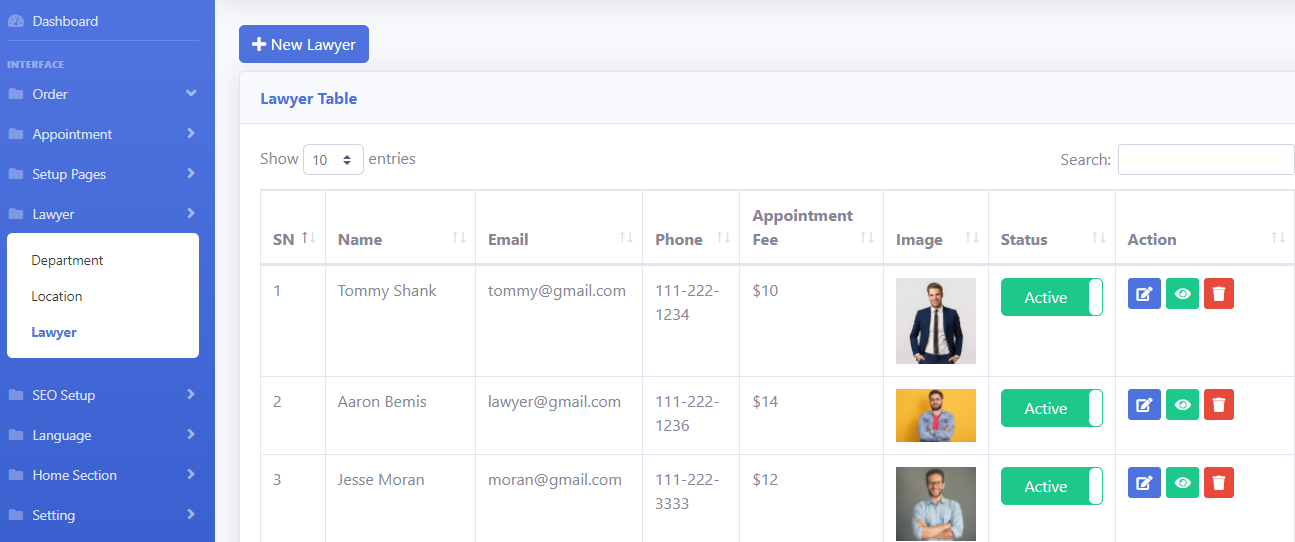 Dashboard
INTERFACE
Order
Appointment
Setup Pages
Lawyer
Department
Location
Lawyer
SEO Setup
Language
Home Section
Setting
New Lawyer
Lawyer Table
Show 10 entries
Search:
SN Name Email Phone Appointment Fee Image Status Action
1 Tommy Shank tommy@gmail.com 111-222-1234 $10 Active
2 Aaron Bemis lawyer@gmail.com 111-222-1236 $14 Active
3 Jesse Moran moran@gmail.com 111-222-3333 $12 Active